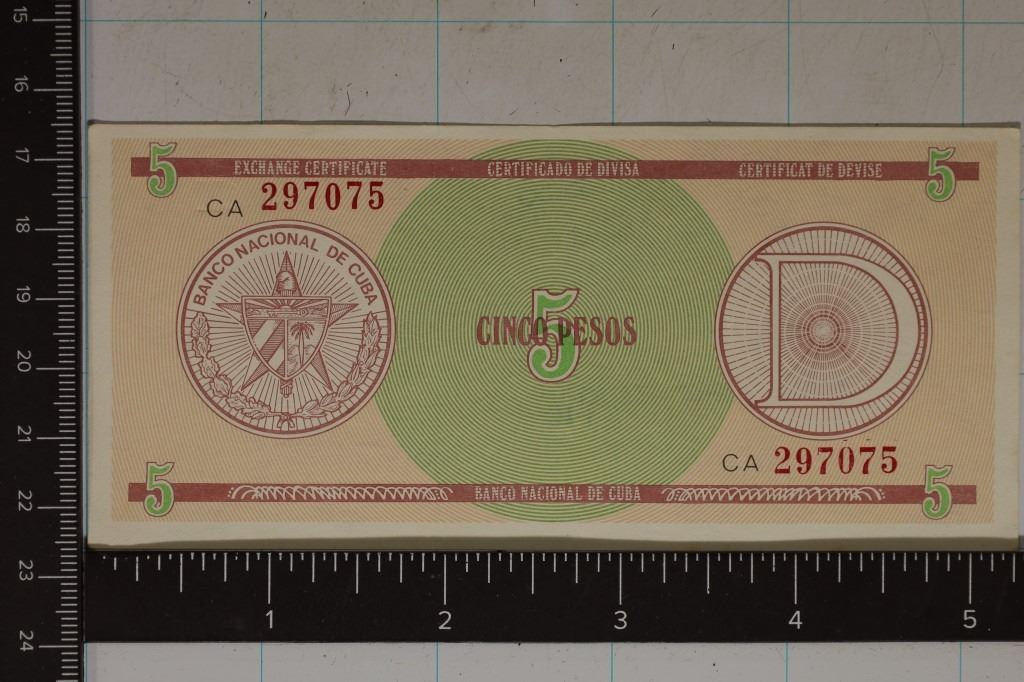 5 EXCHANGE CERTIFICATE CERTIFICADO DE DIVISA CERTIFICAT DE DEVISE 5
CA 297075
BANCO NACIONAL DE CUBA
5
CINCO PESOS
D
CA 297075
5 BANCO NACIONAL DE CUBA 5
15
16
17
18
19
20
21
22
23
24
1 2 3 4 5